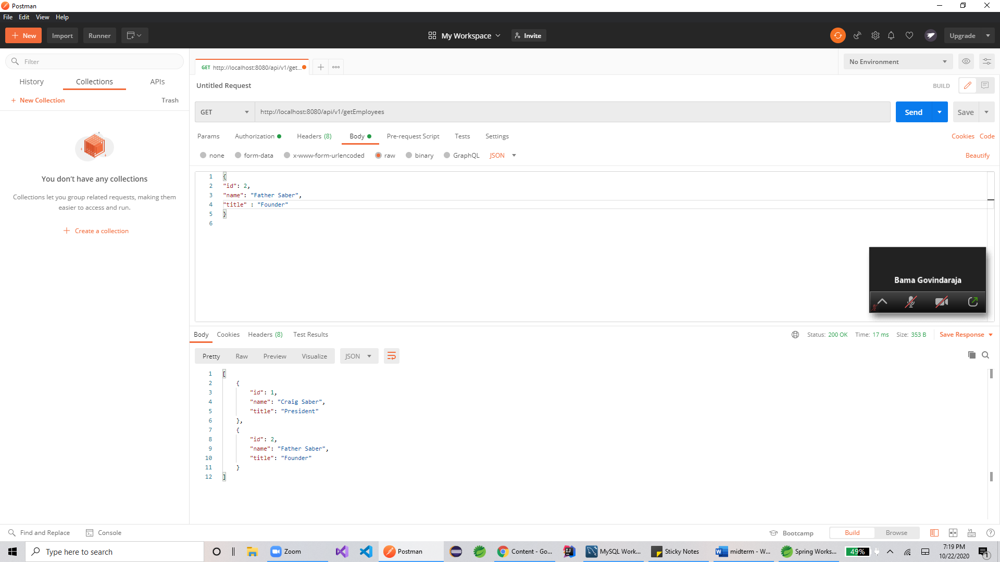 Postman
File Edit View Help
New Import Runner My Workspace Invite Upgrade
Filter
History Collections APIs
+ New Collection Trash
You don't have any collections
Collections let you group related requests, making them
easier to access and run.
+ Create a collection
GET http://localhost:8080/api/v1/get...
No Environment
Untitled Request BUILD
GET http://localhost:8080/api/v1/getEmployees Send Save
Params Authorization Headers (8) Body Pre-request Script Tests Settings Cookies Code
none form-data x-www-form-urlencoded raw binary GraphQL JSON Beautify
1 {
2 "id": 2,
3 "name": "Father Saber",
4 "title" : "Founder"
5 }
6
Bama Govindaraja
Body Cookies Headers (8) Test Results Status: 200 OK Time: 17 ms Size: 353 B Save Response
Pretty Raw Preview Visualize JSON
1 [
2 {
3 "id": 1,
4 "name": "Craig Saber",
5 "title": "President"
6 },
7 {
8 "id": 2,
9 "name": "Father Saber",
10 "title": "Founder"
11 }
12 ]
Find and Replace Console Bootcamp Build Browse
Type here to search Zoom Postman Content - Go... MySQL Work... Sticky Notes midterm - W... Spring Works... 49% 7:19 PM
10/22/2020 1